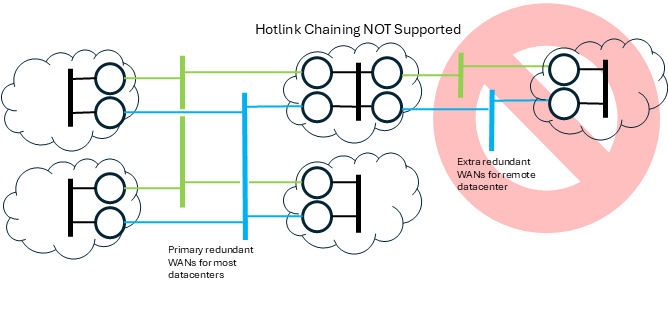 Hotlink Chaining NOT Supported
Extra redundant
WANs for remote
datacenter
Primary redundant
WANs for most
datacenters